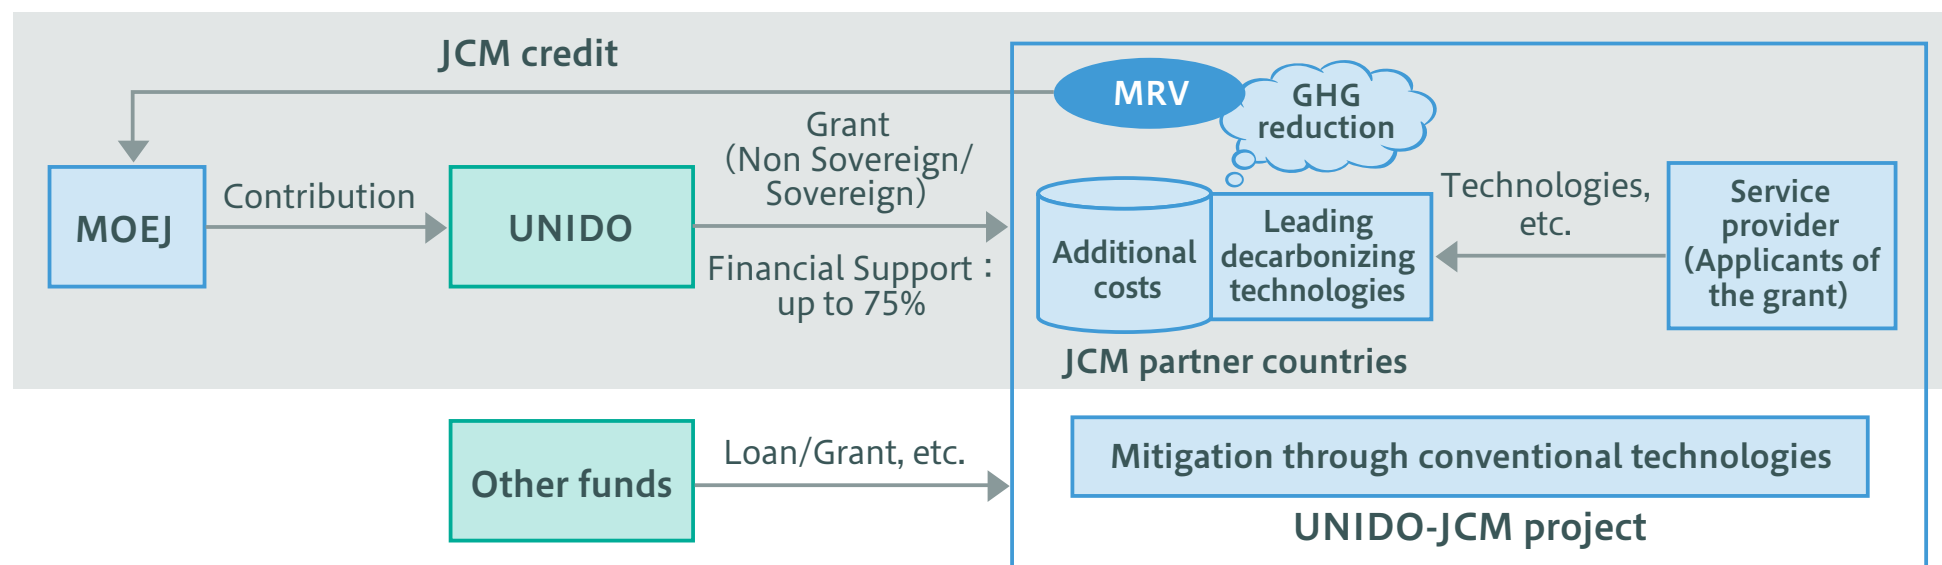 JCM credit
MRV
GHG
reduction
Grant
(Non Sovereign/
Sovereign)
MOEJ
Contribution
UNIDO
Financial Support：
up to 75%
Additional
costs
Leading
decarbonizing
technologies
Technologies,
etc.
Service
provider
(Applicants of
the grant)
JCM partner countries
Other funds
Loan/Grant, etc.
Mitigation through conventional technologies
UNIDO-JCM project